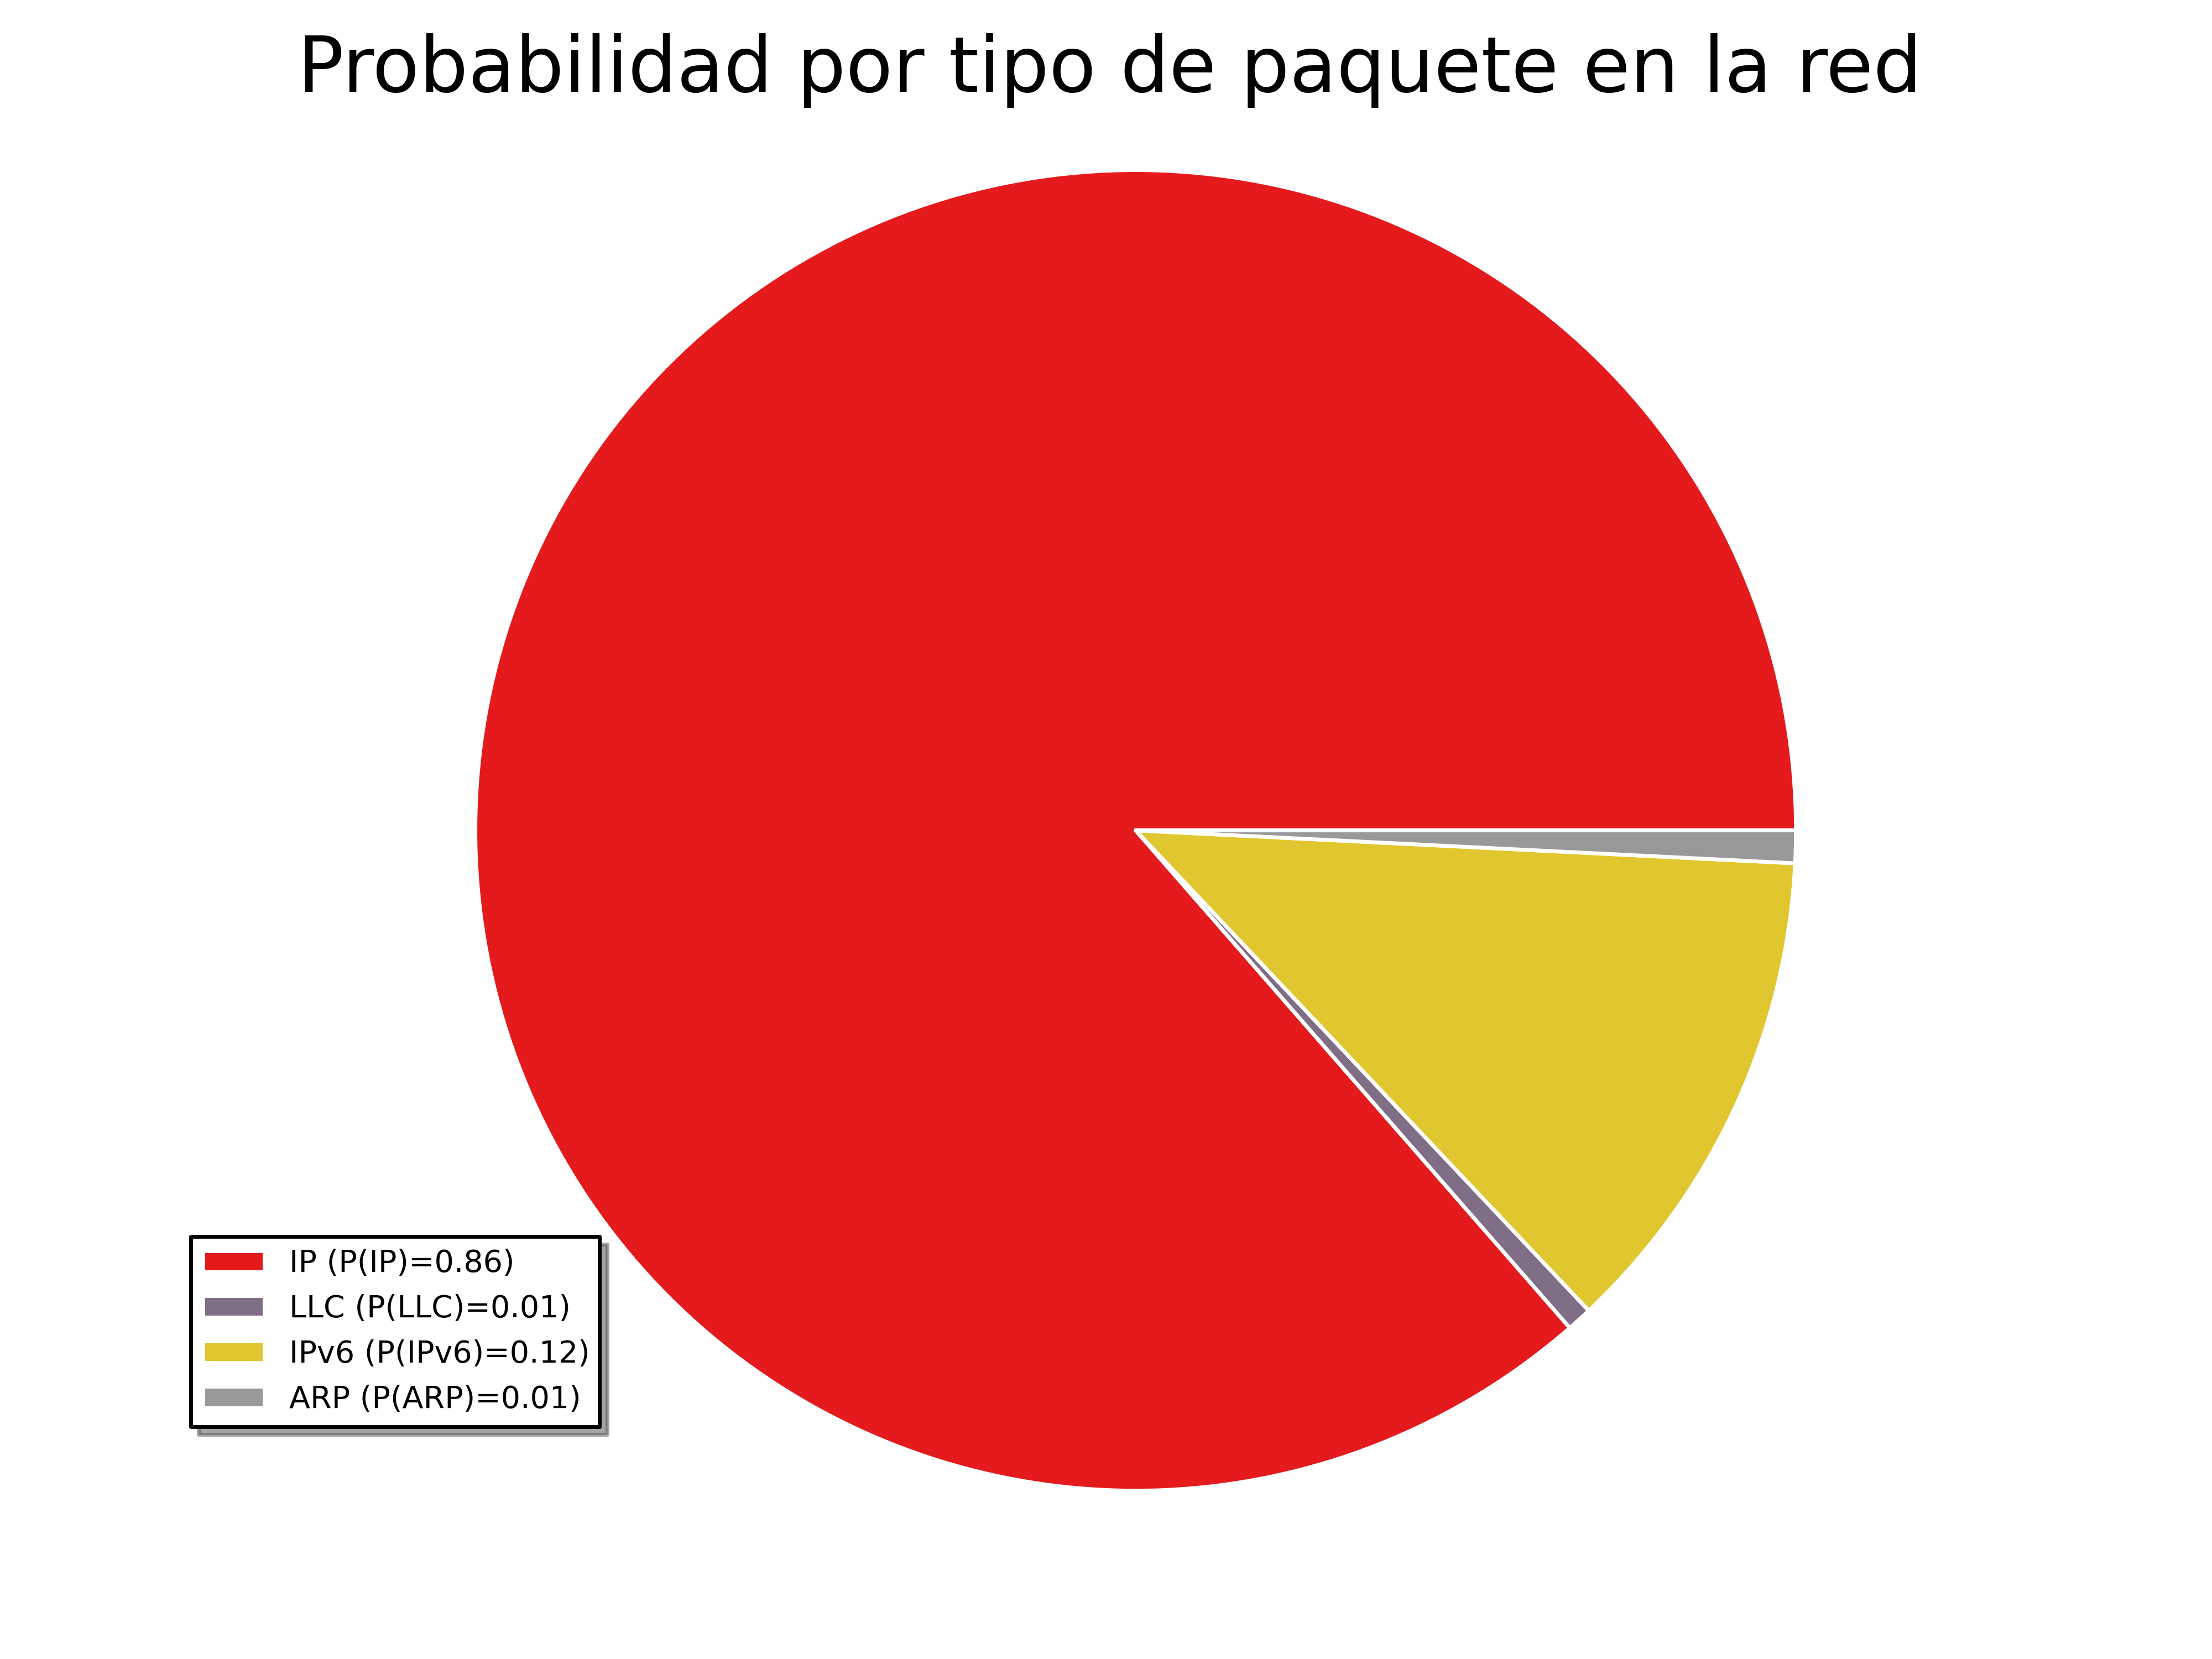 Probabilidad por tipo de paquete en la red
IP (P(IP)=0.86)
LLC (P(LLC)=0.01)
IPv6 (P(IPv6)=0.12)
ARP (P(ARP)=0.01)